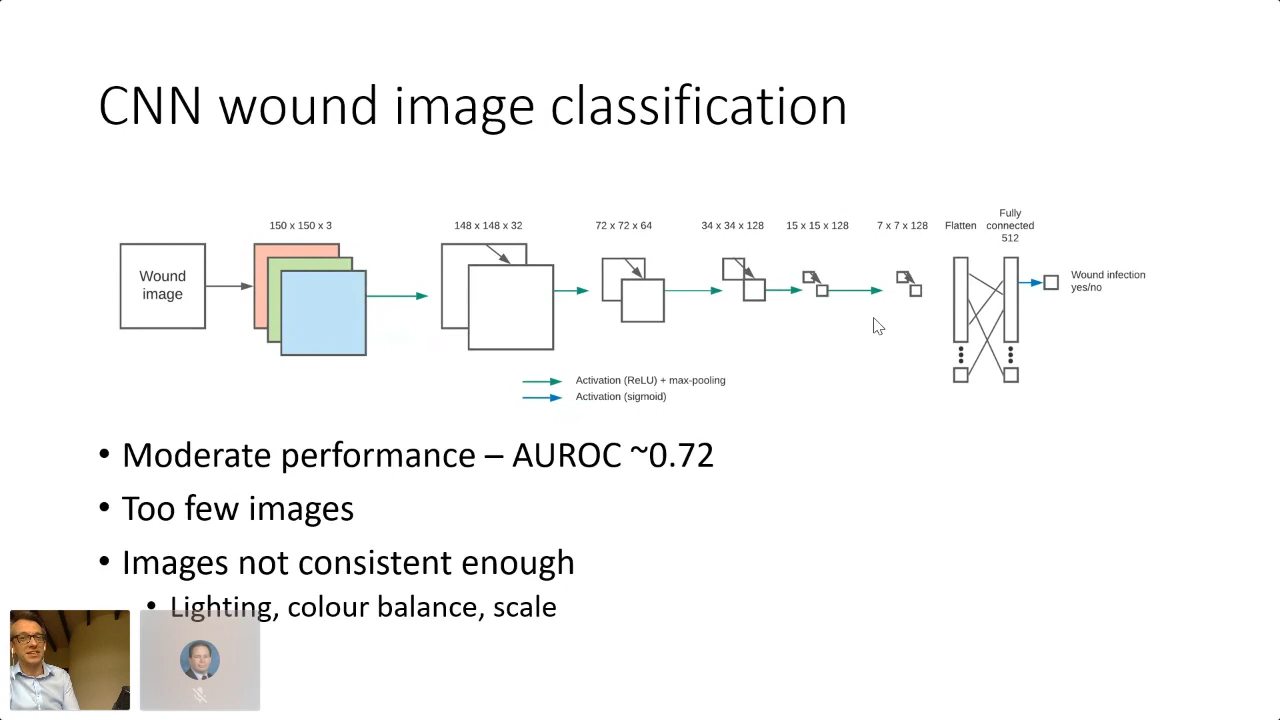 CNN wound image classification
150 x 150 x 3
148 x 148 x 32
72 x 72 x 64
34 x 34 x 128
15 x 15 x 128
7 x 7 x 128
Flatten
Fully
connected
512
Wound
image
Wound infection
yes/no
Activation (ReLU) + max-pooling
Activation (sigmoid)
• Moderate performance – AUROC ~0.72
• Too few images
• Images not consistent enough
• Lighting, colour balance, scale